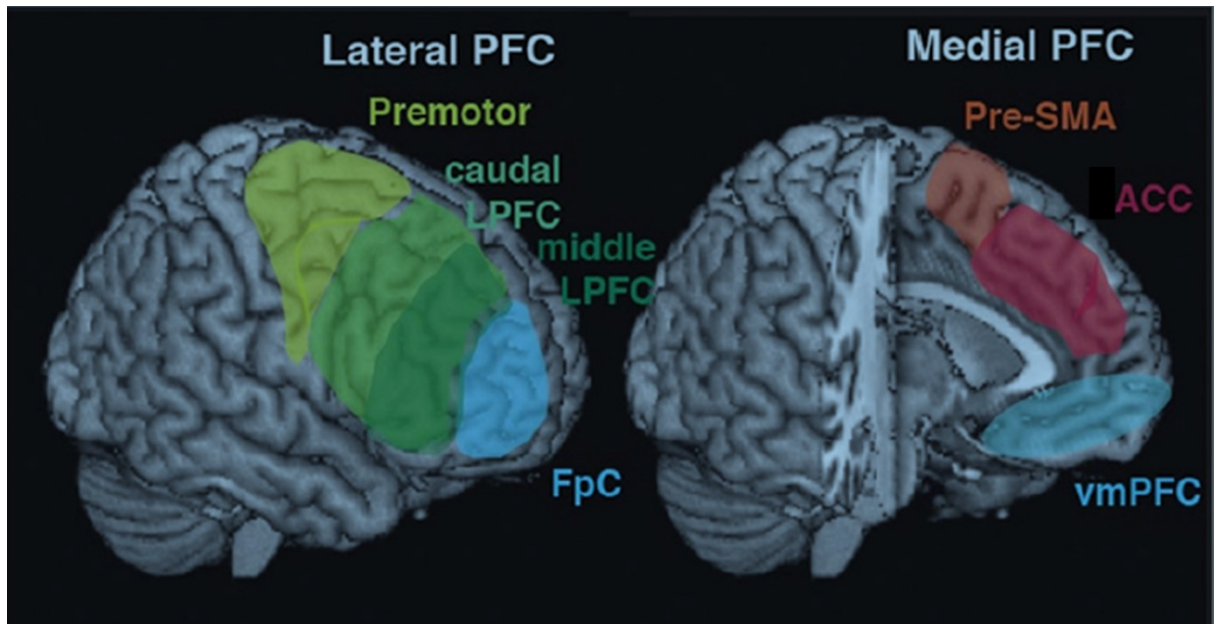 Lateral PFC
Premotor
caudal
LPFC
middle
LPFC
FpC
Medial PFC
Pre-SMA
ACC
vmPFC